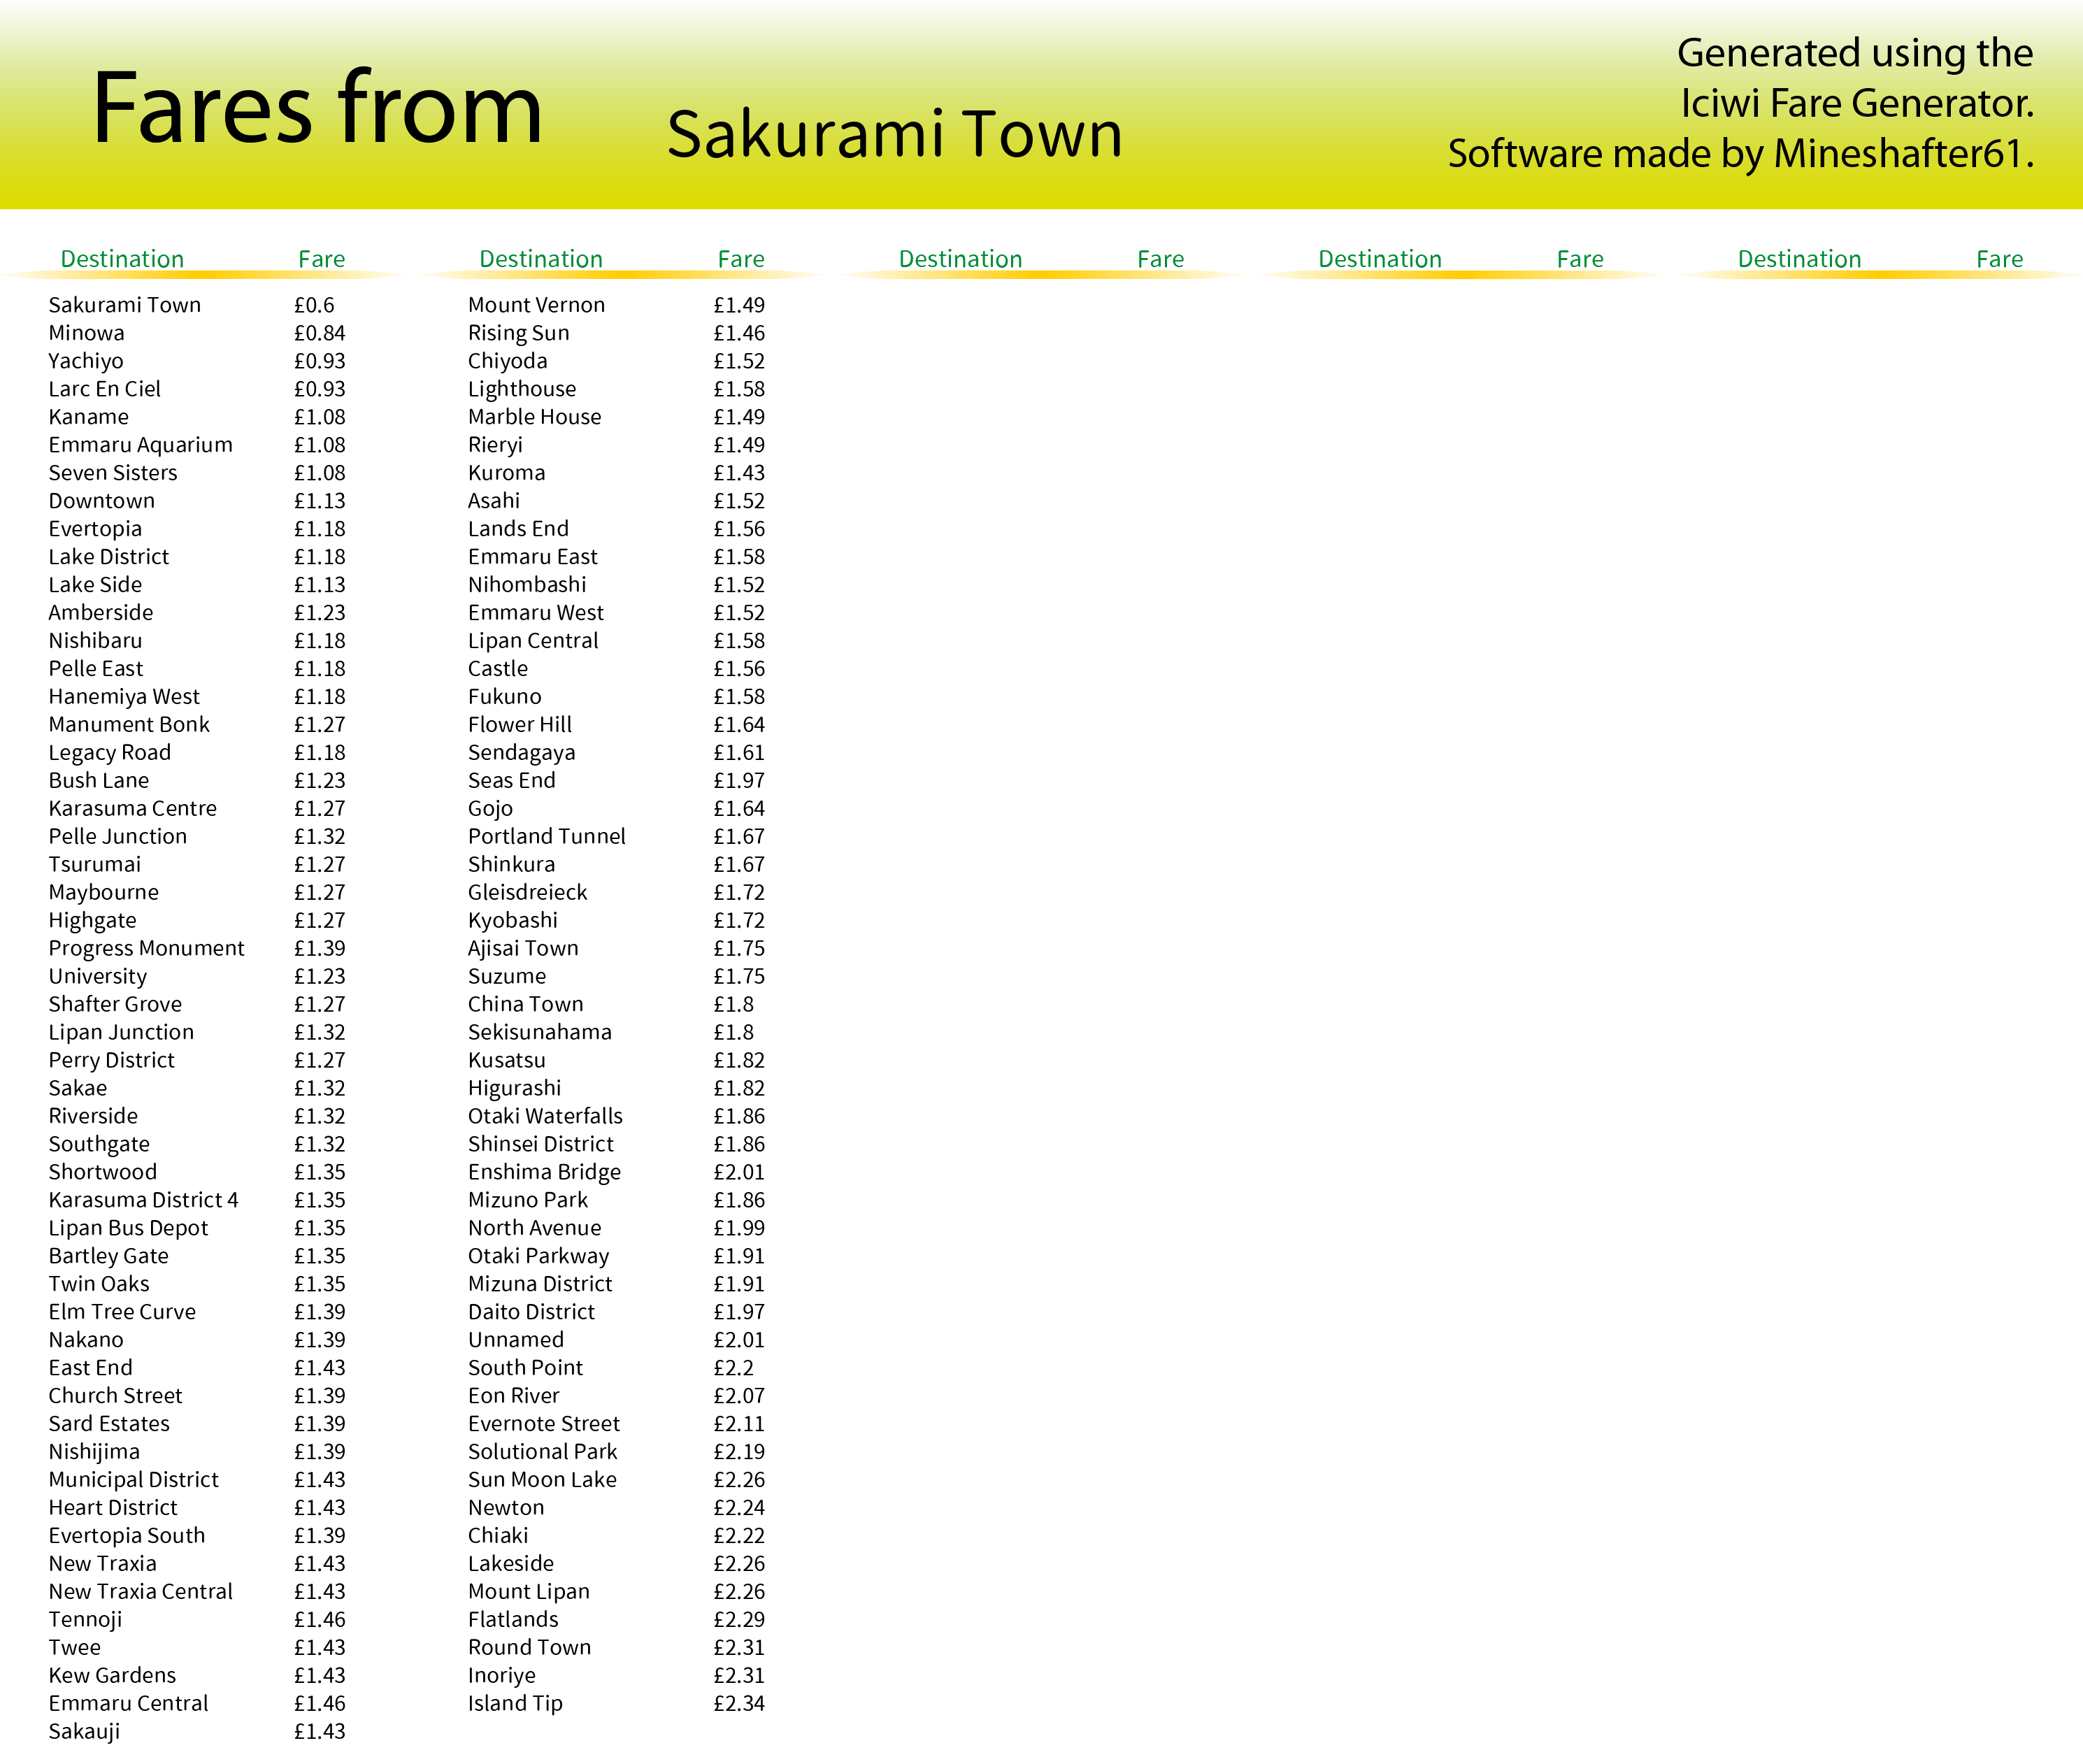 Fares from
Sakurami Town
Generated using the
Iciwi Fare Generator.
Software made by Mineshafter61.
Destination Fare
Sakurami Town £0.6
Minowa £0.84
Yachiyo £0.93
Larc En Ciel £0.93
Kaname £1.08
Emmaru Aquarium £1.08
Seven Sisters £1.08
Downtown £1.13
Evertopia £1.18
Lake District £1.18
Lake Side £1.13
Amberside £1.23
Nishibaru £1.18
Pelle East £1.18
Hanemiya West £1.18
Manument Bonk £1.27
Legacy Road £1.18
Bush Lane £1.23
Karasuma Centre £1.27
Pelle Junction £1.32
Tsurumai £1.27
Maybourne £1.27
Highgate £1.27
Progress Monument £1.39
University £1.23
Shafter Grove £1.27
Lipan Junction £1.32
Perry District £1.27
Sakae £1.32
Riverside £1.32
Southgate £1.32
Shortwood £1.35
Karasuma District 4 £1.35
Lipan Bus Depot £1.35
Bartley Gate £1.35
Twin Oaks £1.35
Elm Tree Curve £1.39
Nakano £1.39
East End £1.43
Church Street £1.39
Sard Estates £1.39
Nishijima £1.39
Municipal District £1.43
Heart District £1.43
Evertopia South £1.39
New Traxia £1.43
New Traxia Central £1.43
Tennoji £1.46
Twee £1.43
Kew Gardens £1.43
Emmaru Central £1.46
Sakauji £1.43
Destination Fare
Mount Vernon £1.49
Rising Sun £1.46
Chiyoda £1.52
Lighthouse £1.58
Marble House £1.49
Rieryi £1.49
Kuroma £1.43
Asahi £1.52
Lands End £1.56
Emmaru East £1.58
Nihombashi £1.52
Emmaru West £1.52
Lipan Central £1.58
Castle £1.56
Fukuno £1.58
Flower Hill £1.64
Sendagaya £1.61
Seas End £1.97
Gojo £1.64
Portland Tunnel £1.67
Shinkura £1.67
Gleisdreieck £1.72
Kyobashi £1.72
Ajisai Town £1.75
Suzume £1.75
China Town £1.8
Sekisunahama £1.8
Kusatsu £1.82
Higurashi £1.82
Otaki Waterfalls £1.86
Shinsei District £1.86
Enshima Bridge £2.01
Mizuno Park £1.86
North Avenue £1.99
Otaki Parkway £1.91
Mizuna District £1.91
Daito District £1.97
Unnamed £2.01
South Point £2.2
Eon River £2.07
Evernote Street £2.11
Solutional Park £2.19
Sun Moon Lake £2.26
Newton £2.24
Chiaki £2.22
Lakeside £2.26
Mount Lipan £2.26
Flatlands £2.29
Round Town £2.31
Inoriye £2.31
Island Tip £2.34
Destination Fare
Destination Fare
Destination Fare